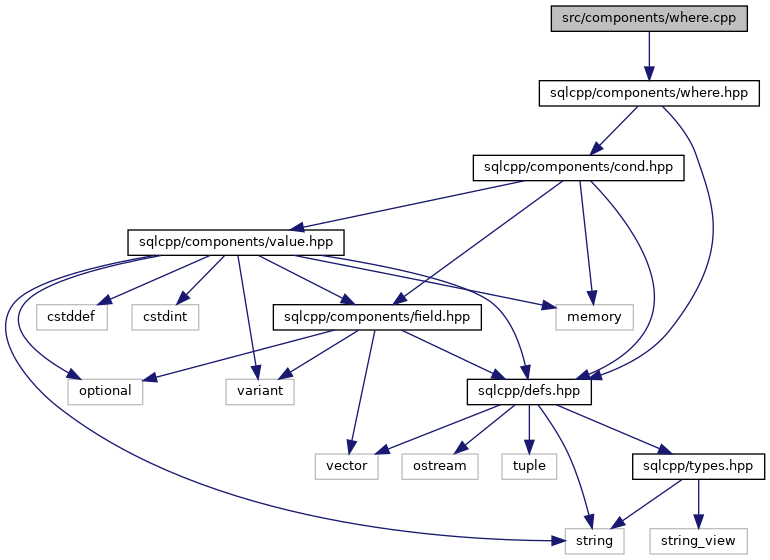 src/components/where.cpp
sqlcpp/components/where.hpp
sqlcpp/components/cond.hpp
sqlcpp/components/value.hpp
cstddef
cstdint
sqlcpp/components/field.hpp
memory
optional
variant
sqlcpp/defs.hpp
vector
ostream
tuple
sqlcpp/types.hpp
string
string_view